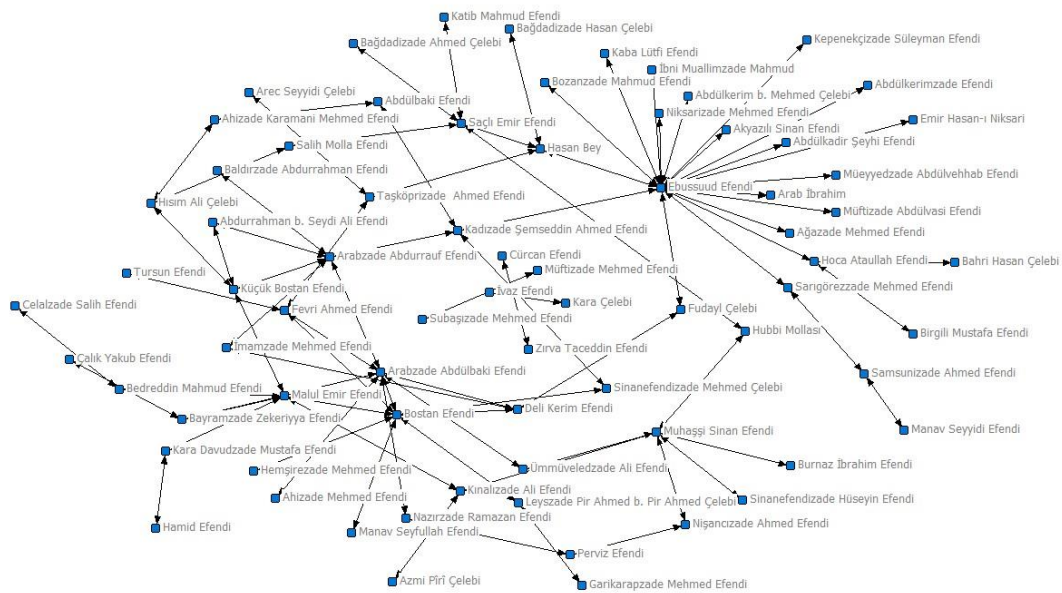 Katib Mahmud Efendi
Bağdadizade Hasan Çelebi
Kepenekçizade Süleyman Efendi
Bağdadizade Ahmed Çelebi
Kaba Lütfi Efendi
İbni Muallimzade Mahmud
Bozanzade Mahmud Efendi
Abdülkerimzade Efendi
Arec Seyyidi Çelebi
Abdülbaki Efendi
Abdülkerim b. Mehmed Çelebi
Niksarizade Mehmed Efendi
Ahizade Karamani Mehmed Efendi
Saçlı Emir Efendi
Emir Hasan-ı Niksari
Akyazılı Sinan Efendi
Salih Molla Efendi
Hasan Bey
Abdülkadir Şeyhi Efendi
Baldırzade Abdurrahman Efendi
Müeyyedzade Abdülvehhab Efendi
Ebussuud Efendi
Taşköprizade Ahmed Efendi
Arab İbrahim
Hısım Ali Çelebi
Müftizade Abdülvasi Efendi
Abdurrahman b. Seydi Ali Efendi
Kadızade Şemseddin Ahmed Efendi
Ağazade Mehmed Efendi
Arabzade Abdurrauf Efendi
Cürcan Efendi
Hoca Ataullah Efendi
Bahri Hasan Çelebi
Tursun Efendi
Müftizade Mehmed Efendi
Küçük Bostan Efendi
İvaz Efendi
Sarıgörezzade Mehmed Efendi
Celalzade Salih Efendi
Fevri Ahmed Efendi
Kara Çelebi
Fudayl Çelebi
Subaşızade Mehmed Efendi
Hubbi Mollası
Birgili Mustafa Efendi
İmamzade Mehmed Efendi
Zırva Taceddin Efendi
Çalık Yakub Efendi
Arabzade Abdülbaki Efendi
Samsunizade Ahmed Efendi
Bedreddin Mahmud Efendi
Sinanefendizade Mehmed Çelebi
Malul Emir Efendi
Bayramzade Zekeriyya Efendi
Bostan Efendi
Deli Kerim Efendi
Manav Seyyidi Efendi
Muhaşşi Sinan Efendi
Kara Davudzade Mustafa Efendi
Hemşirezade Mehmed Efendi
Ümmüveledzade Ali Efendi
Burnaz İbrahim Efendi
Ahizade Mehmed Efendi
Kınalızade Ali Efendi
Leyszade Pir Ahmed b. Pir Ahmed Çelebi
Sinanefendizade Hüseyin Efendi
Hamid Efendi
Nazırzade Ramazan Efendi
Nişancızade Ahmed Efendi
Manav Seyfullah Efendi
Perviz Efendi
Azmi Pîrî Çelebi
Garikarapzade Mehmed Efendi